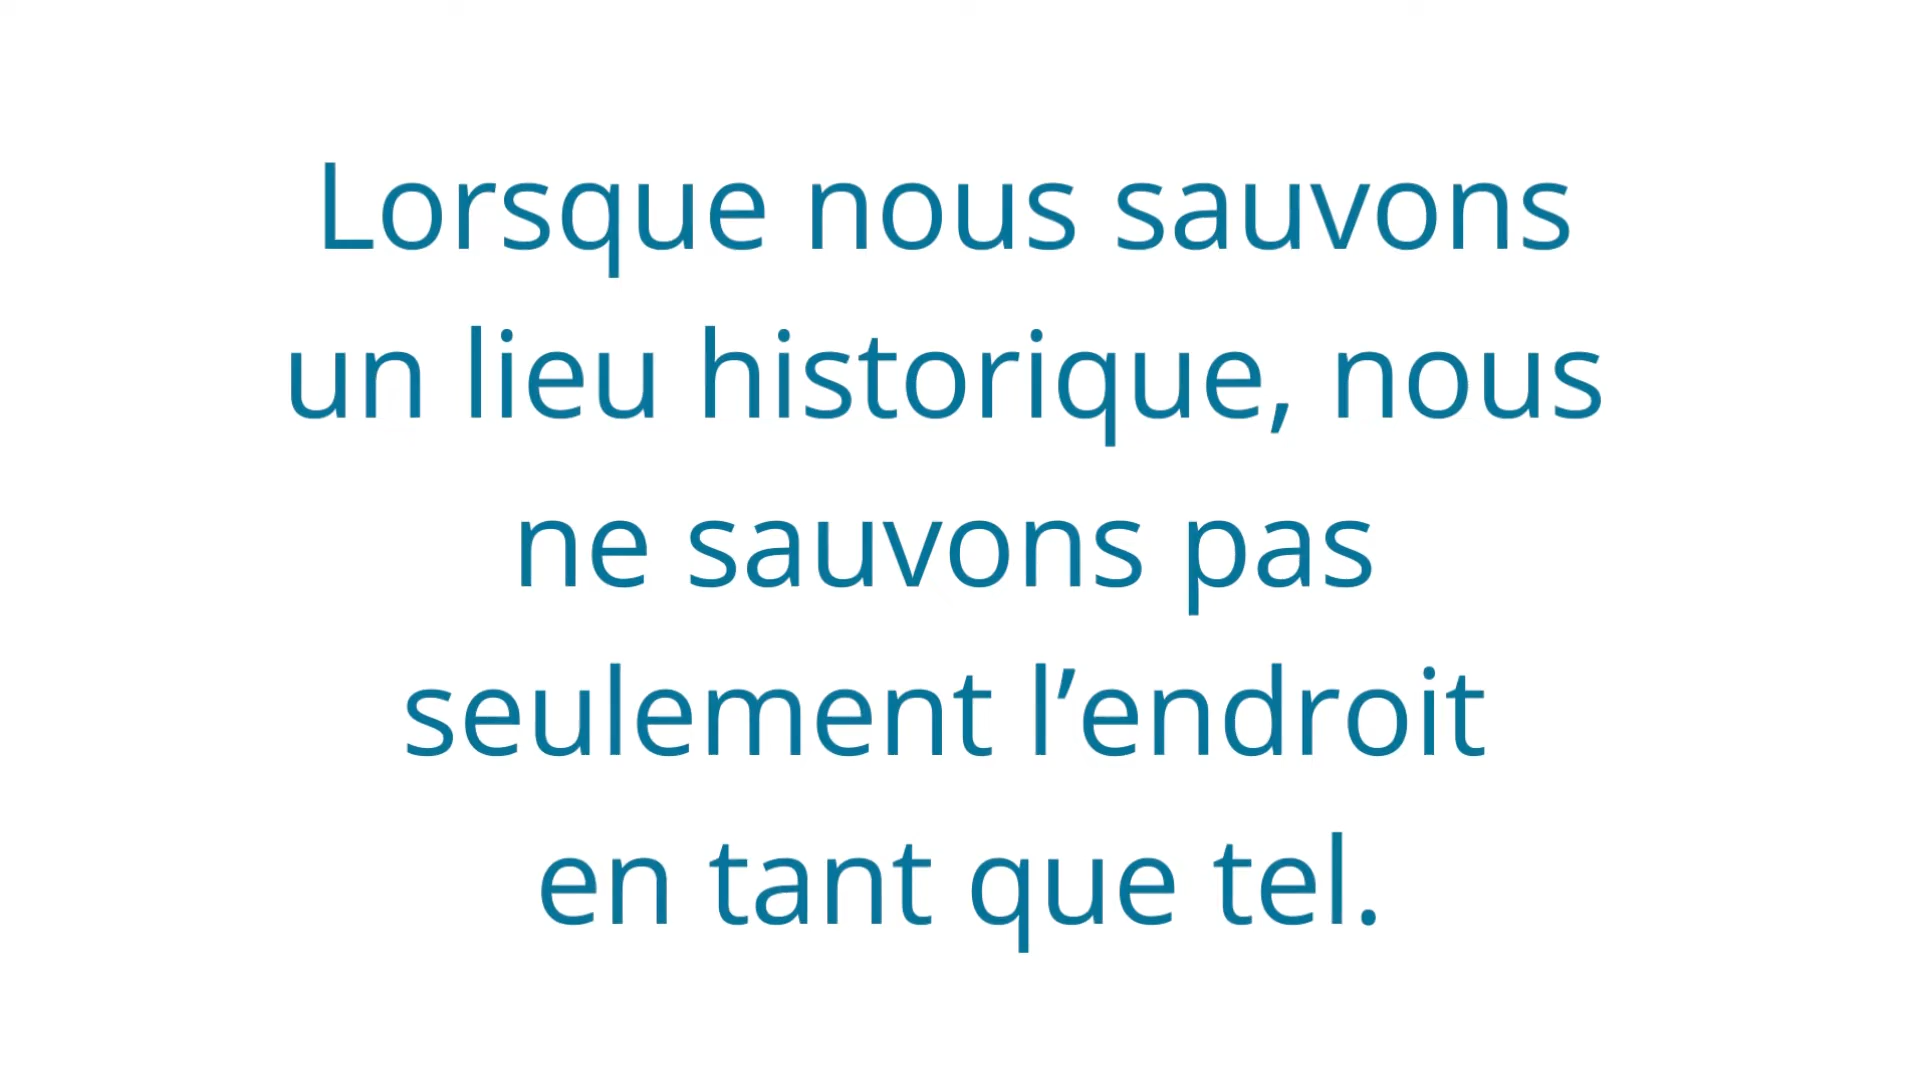 Lorsque nous sauvons
un lieu historique, nous
ne sauvons pas
seulement l’endroit
en tant que tel.